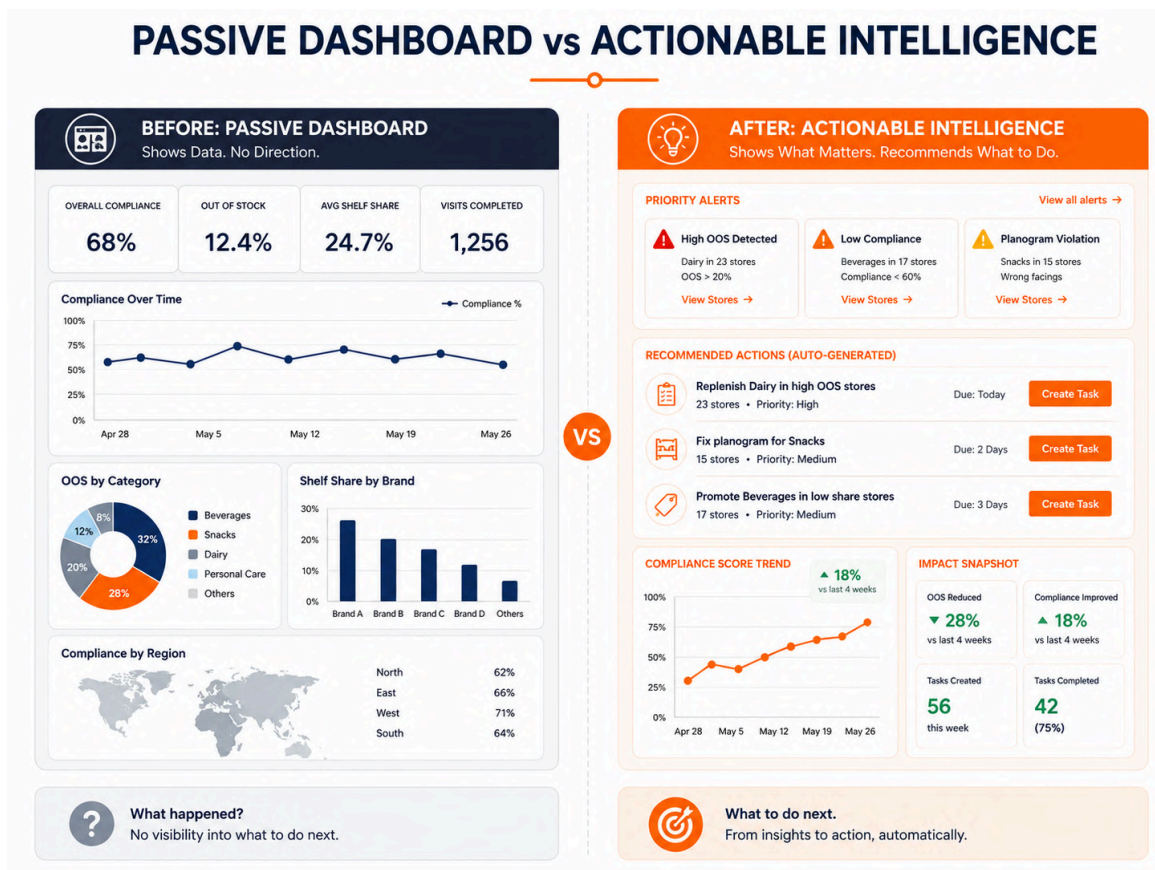 PASSIVE DASHBOARD vs ACTIONABLE INTELLIGENCE
BEFORE: PASSIVE DASHBOARD
Shows Data. No Direction.
OVERALL COMPLIANCE
68%
OUT OF STOCK
12.4%
AVG SHELF SHARE
24.7%
VISITS COMPLETED
1,256
Compliance Over Time
Compliance %
100%
75%
50%
25%
0%
Apr 28
May 5
May 12
May 19
May 26
OOS by Category
32%
28%
20%
12%
8%
Beverages
Snacks
Dairy
Personal Care
Others
Shelf Share by Brand
30%
20%
10%
0%
Brand A
Brand B
Brand C
Brand D
Others
Compliance by Region
North 62%
East 66%
West 71%
South 64%
?
What happened?
No visibility into what to do next.
VS
AFTER: ACTIONABLE INTELLIGENCE
Shows What Matters. Recommends What to Do.
PRIORITY ALERTS
View all alerts →
High OOS Detected
Dairy in 23 stores
OOS > 20%
View Stores →
Low Compliance
Beverages in 17 stores
Compliance < 60%
View Stores →
Planogram Violation
Snacks in 15 stores
Wrong facings
View Stores →
RECOMMENDED ACTIONS (AUTO-GENERATED)
Replenish Dairy in high OOS stores
23 stores • Priority: High
Due: Today
Create Task
Fix planogram for Snacks
15 stores • Priority: Medium
Due: 2 Days
Create Task
Promote Beverages in low share stores
17 stores • Priority: Medium
Due: 3 Days
Create Task
COMPLIANCE SCORE TREND
▲ 18%
vs last 4 weeks
100%
75%
50%
25%
0%
Apr 28
May 5
May 12
May 19
May 26
IMPACT SNAPSHOT
OOS Reduced
▼ 28%
vs last 4 weeks
Compliance Improved
▲ 18%
vs last 4 weeks
Tasks Created
56
this week
Tasks Completed
42
(75%)
What to do next.
From insights to action, automatically.